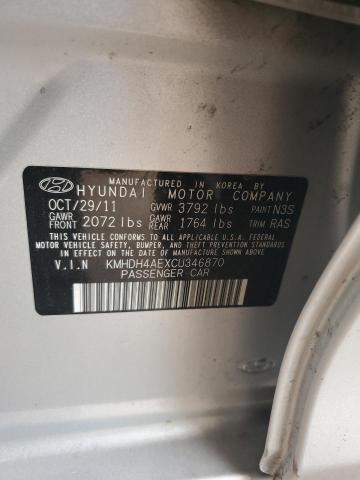 MANUFACTURED IN KOREA BY
HYUNDAI MOTOR COMPANY
OCT/29/11 GVWR 3792 lbs PAINT N3S
GAWR FRONT 2072 lbs GAWR REAR 1764 lbs TRIM RAS
THIS VEHICLE CONFORMS TO ALL APPLICABLE U.S.A. FEDERAL
MOTOR VEHICLE SAFETY, BUMPER, AND THEFT PREVENTION STANDARDS
IN EFFECT ON THE DATE OF MANUFACTURE SHOWN ABOVE
V.I.N KMHDH4AEXCU346870
PASSENGER CAR